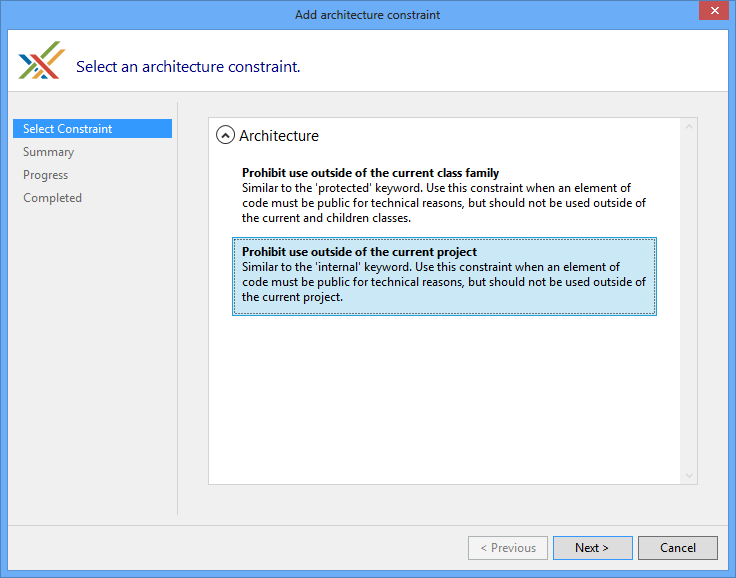 Add architecture constraint
Select an architecture constraint.
Select Constraint
Summary
Progress
Completed
Architecture
Prohibit use outside of the current class family
Similar to the 'protected' keyword. Use this constraint when an element of
code must be public for technical reasons, but should not be used outside of
the current and children classes.
Prohibit use outside of the current project
Similar to the 'internal' keyword. Use this constraint when an element of
code must be public for technical reasons, but should not be used outside of
the current project.
< Previous
Next >
Cancel